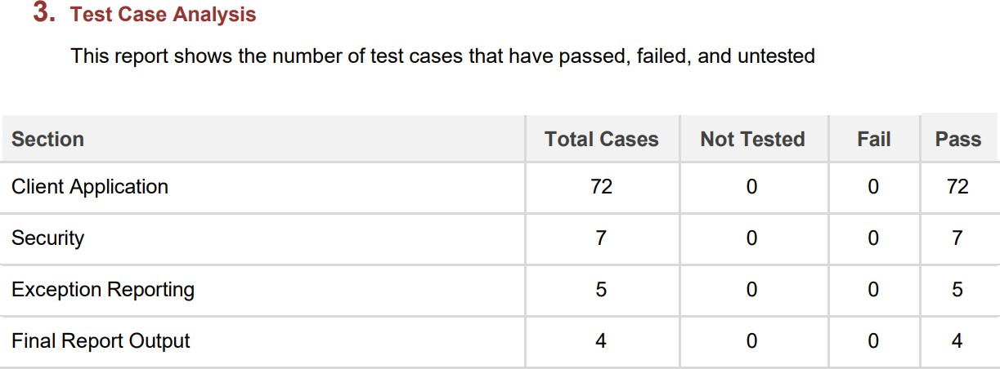 3. Test Case Analysis
This report shows the number of test cases that have passed, failed, and untested
Section Total Cases Not Tested Fail Pass
Client Application 72 0 0 72
Security 7 0 0 7
Exception Reporting 5 0 0 5
Final Report Output 4 0 0 4